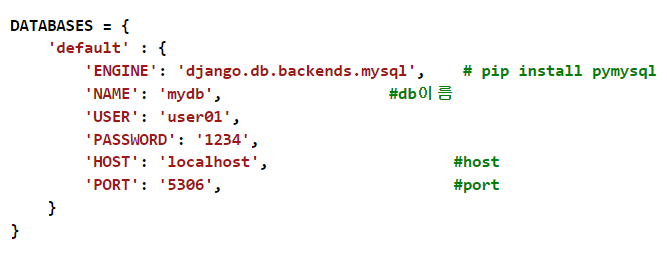 DATABASES = {
    'default' : {
        'ENGINE': 'django.db.backends.mysql',    # pip install pymysql
        'NAME': 'mydb',                  #db이름
        'USER': 'user01',
        'PASSWORD': '1234',
        'HOST': 'localhost',                    #host
        'PORT': '5306',                         #port
    }
}